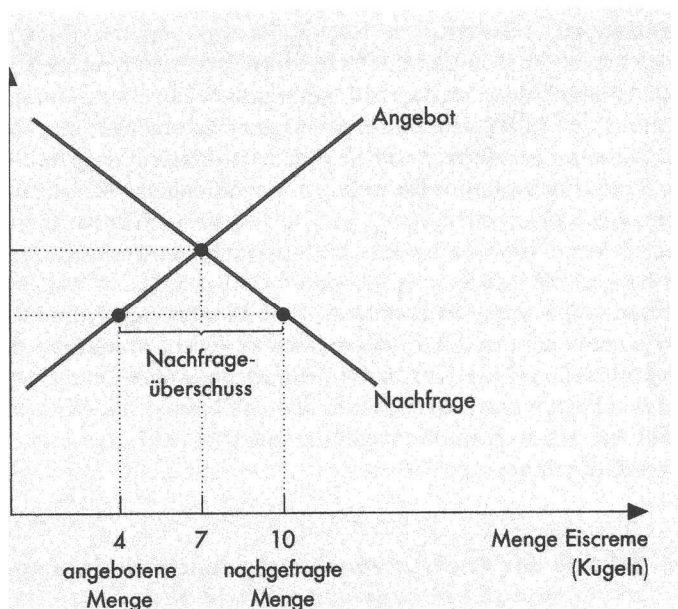 Angebot
Nachfrage-
überschuss
Nachfrage
4 7 10 Menge Eiscreme
angebotene nachgefragte (Kugeln)
Menge Menge